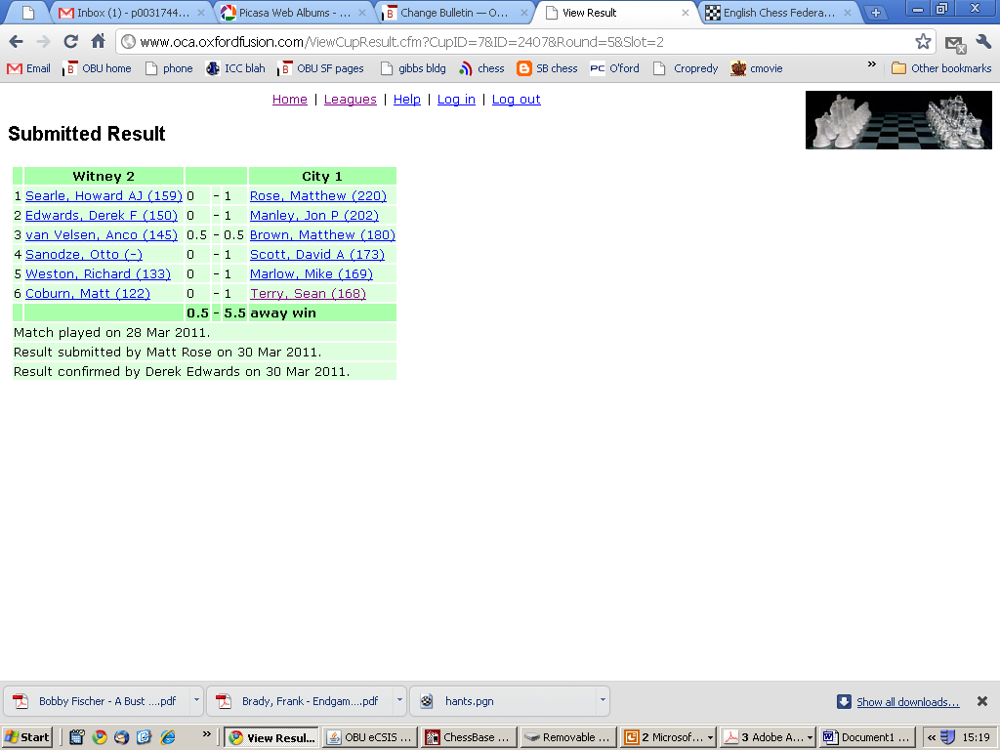 Inbox (1) - p0031744... Picasa Web Albums - ... Change Bulletin — O... View Result English Chess Federa...
www.oca.oxfordfusion.com/ViewCupResult.cfm?CupID=7&ID=2407&Round=5&Slot=2
Email OBU home phone ICC blah OBU SF pages gibbs bldg chess SB chess PC O'ford Cropredy cmovie » Other bookmarks
Home | Leagues | Help | Log in | Log out
Submitted Result
Witney 2 City 1
1 Searle, Howard AJ (159) 0 - 1 Rose, Matthew (220)
2 Edwards, Derek F (150) 0 - 1 Manley, Jon P (202)
3 van Velsen, Anco (145) 0.5 - 0.5 Brown, Matthew (180)
4 Sanodze, Otto (-) 0 - 1 Scott, David A (173)
5 Weston, Richard (133) 0 - 1 Marlow, Mike (169)
6 Coburn, Matt (122) 0 - 1 Terry, Sean (168)
0.5 - 5.5 away win
Match played on 28 Mar 2011.
Result submitted by Matt Rose on 30 Mar 2011.
Result confirmed by Derek Edwards on 30 Mar 2011.
Bobby Fischer - A Bust ....pdf Brady, Frank - Endgam....pdf hants.pgn Show all downloads...
Start » View Resul... OBU eCSIS ... ChessBase ... Removable ... 2 Microsof... 3 Adobe A... Document1 ... « 15:19